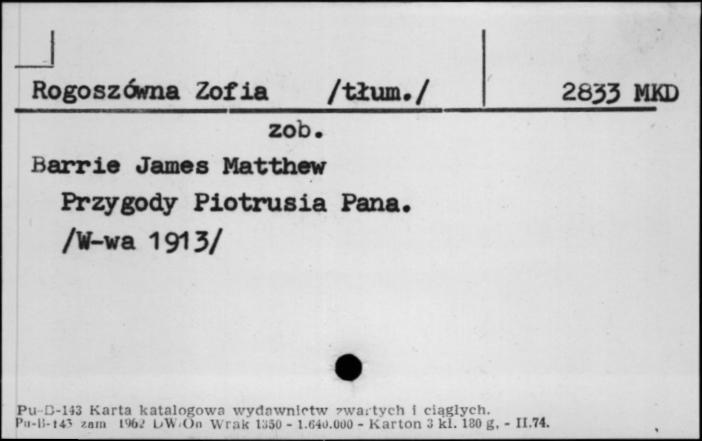 Rogoszówna Zofia /tłum./ 2833 MKD
zob.
Barrie James Matthew
Przygody Piotrusia Pana.
/W-wa 1913/
Pu-B-143 Karta katalogowa wydawnictw zwartych i ciągłych.
Pu-B-143 zam 1962 DW.On Wrak 1350 - 1.640.000 - Karton 3 kl. 180 g. - II.74.